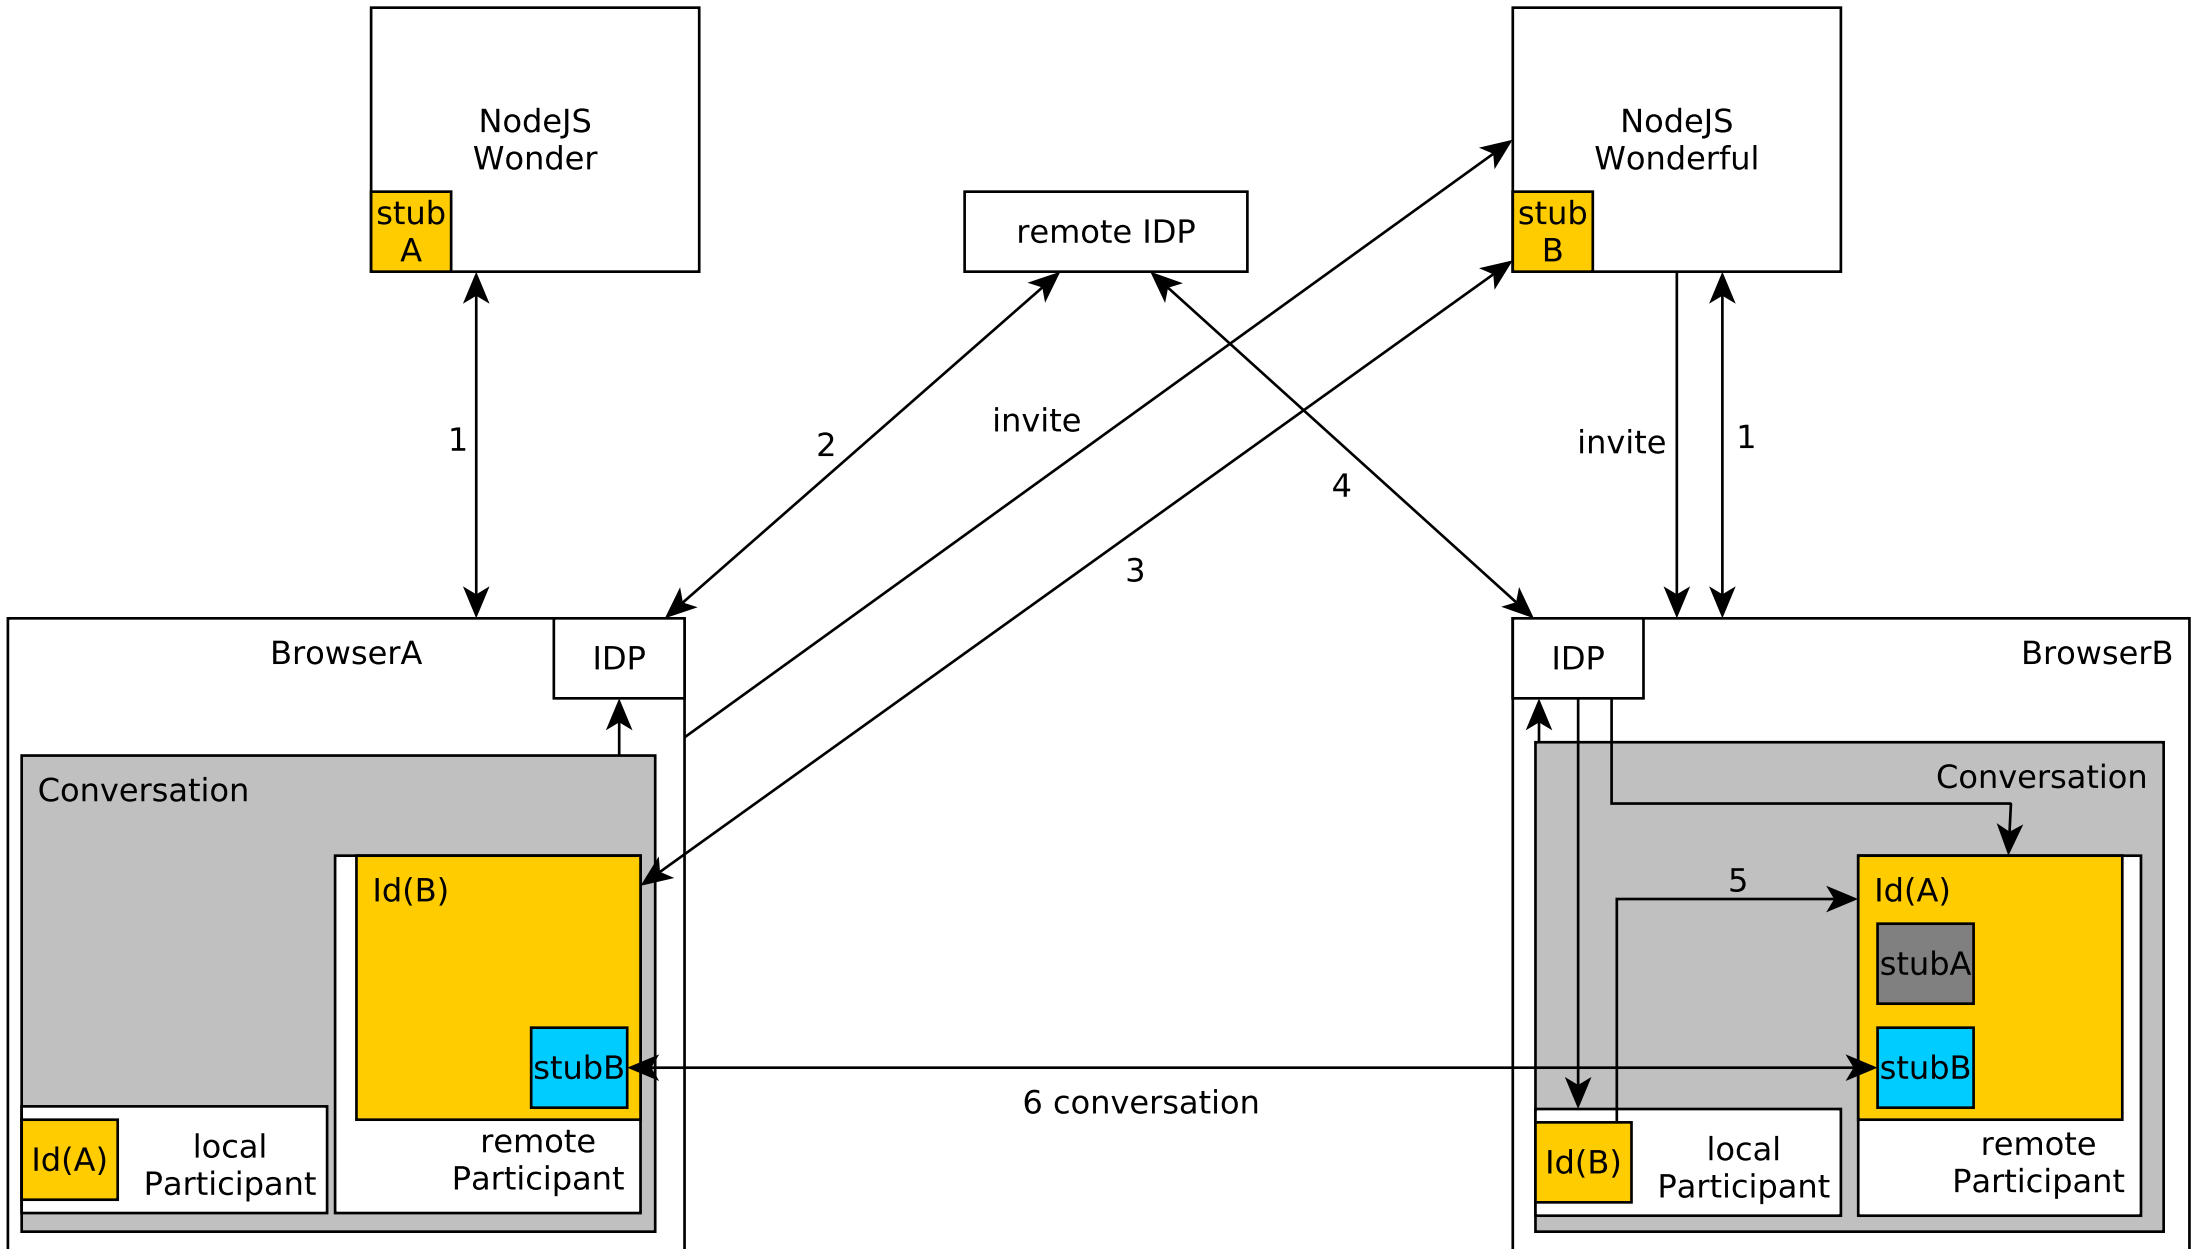 NodeJS
Wonder
stub
A
remote IDP
NodeJS
Wonderful
stub
B
1
2
invite
3
4
invite
1
BrowserA
IDP
Conversation
Id(B)
stubB
Id(A)
local
Participant
remote
Participant
6 conversation
IDP
BrowserB
Conversation
5
Id(A)
stubA
stubB
Id(B)
local
Participant
remote
Participant